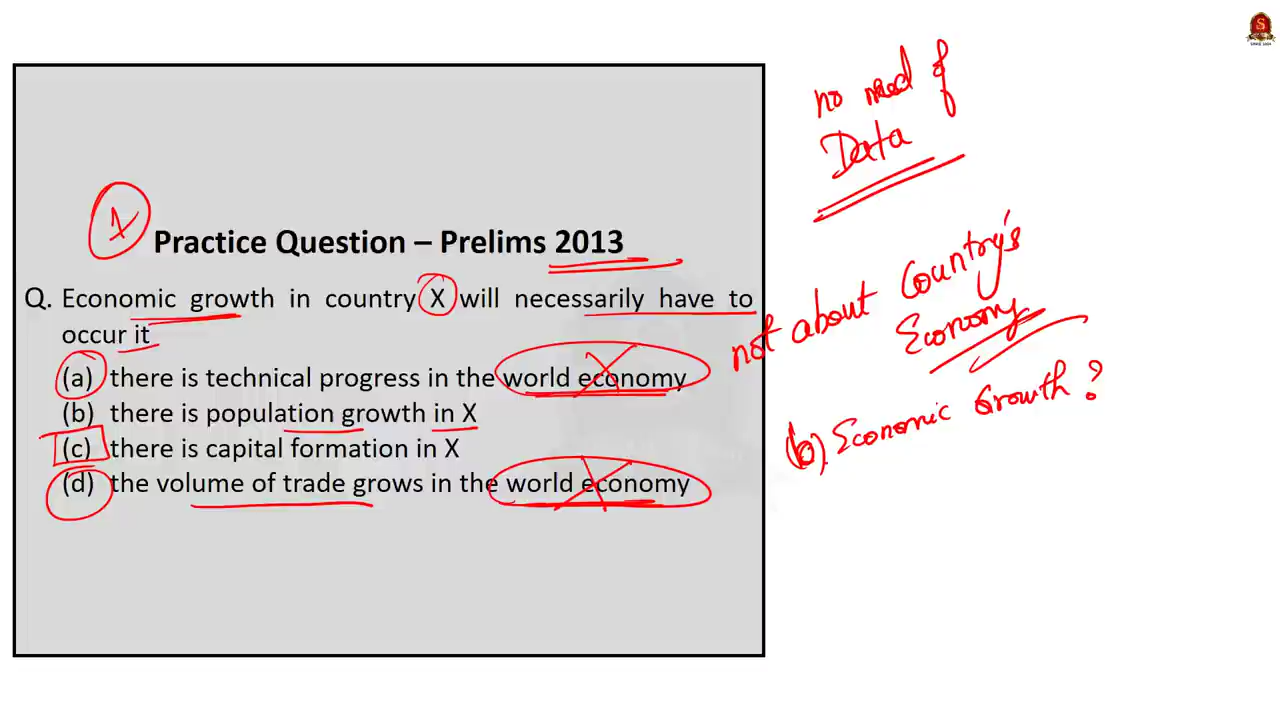 no need of
Data
X
Practice Question – Prelims 2013
Q. Economic growth in country X will necessarily have to
occur it
(a) there is technical progress in the world economy
(b) there is population growth in X
(c) there is capital formation in X
(d) the volume of trade grows in the world economy
not about Country's
Economy
(b). Economic Growth?